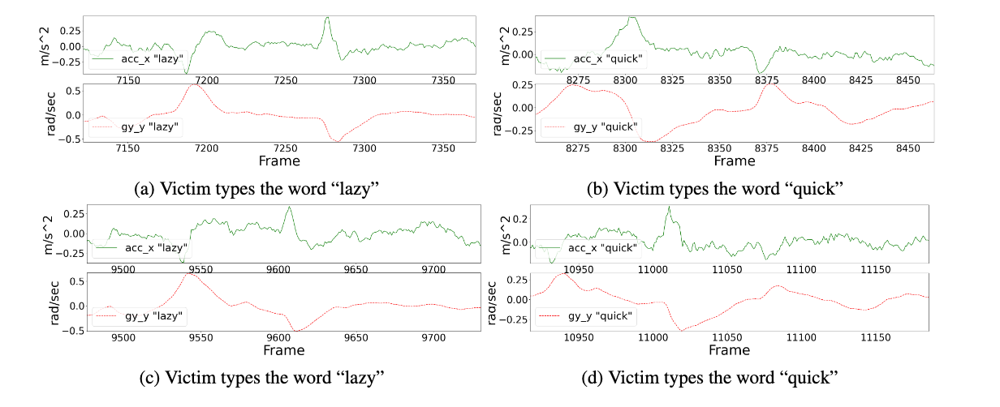 m/s^2
0.25
0.00
−0.25
acc_x "lazy"
7150 7200 7250 7300 7350
rad/sec
0.5
0.0
−0.5
gy_y "lazy"
7150 7200 7250 7300 7350
Frame
(a) Victim types the word “lazy”
m/s^2
0.25
0.00
acc_x "quick"
8275 8300 8325 8350 8375 8400 8425 8450
rad/sec
0.25
0.00
−0.25
gy_y "quick"
8275 8300 8325 8350 8375 8400 8425 8450
Frame
(b) Victim types the word “quick”
m/s^2
0.25
0.00
−0.25
acc_x "lazy"
9500 9550 9600 9650 9700
rad/sec
0.5
0.0
−0.5
gy_y "lazy"
9500 9550 9600 9650 9700
Frame
(c) Victim types the word “lazy”
m/s^2
0.2
0.0
acc_x "quick"
10950 11000 11050 11100 11150
rad/sec
0.25
0.00
−0.25
gy_y "quick"
10950 11000 11050 11100 11150
Frame
(d) Victim types the word “quick”